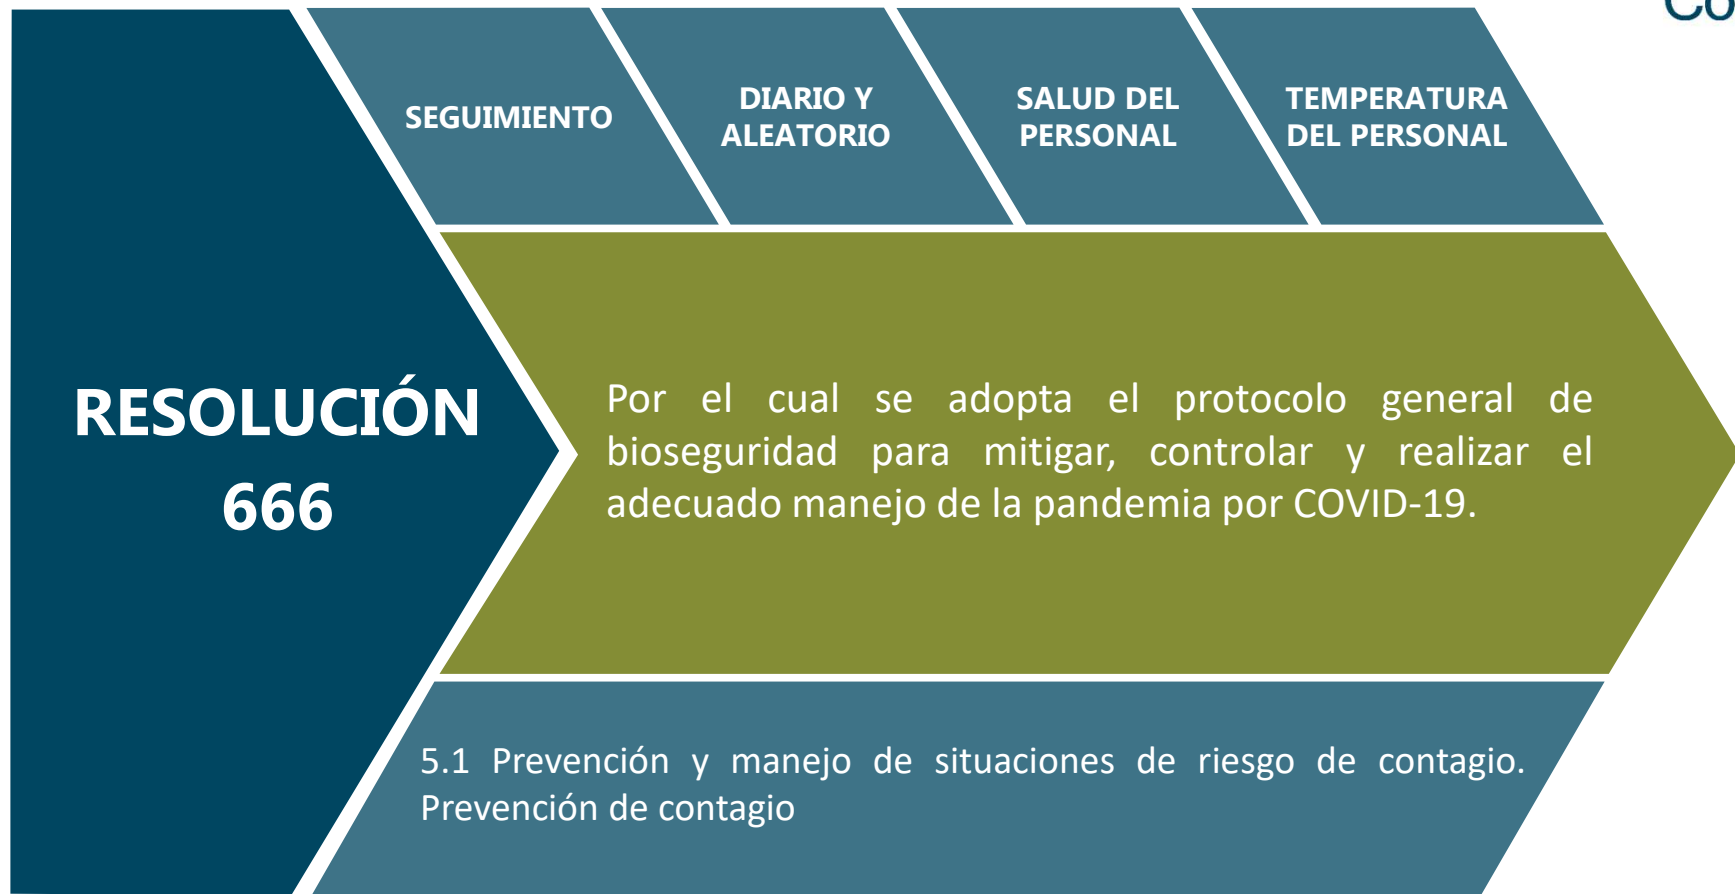 Co
SEGUIMIENTO
DIARIO Y
ALEATORIO
SALUD DEL
PERSONAL
TEMPERATURA
DEL PERSONAL
RESOLUCIÓN
666
Por el cual se adopta el protocolo general de
bioseguridad para mitigar, controlar y realizar el
adecuado manejo de la pandemia por COVID-19.
5.1 Prevención y manejo de situaciones de riesgo de contagio.
Prevención de contagio